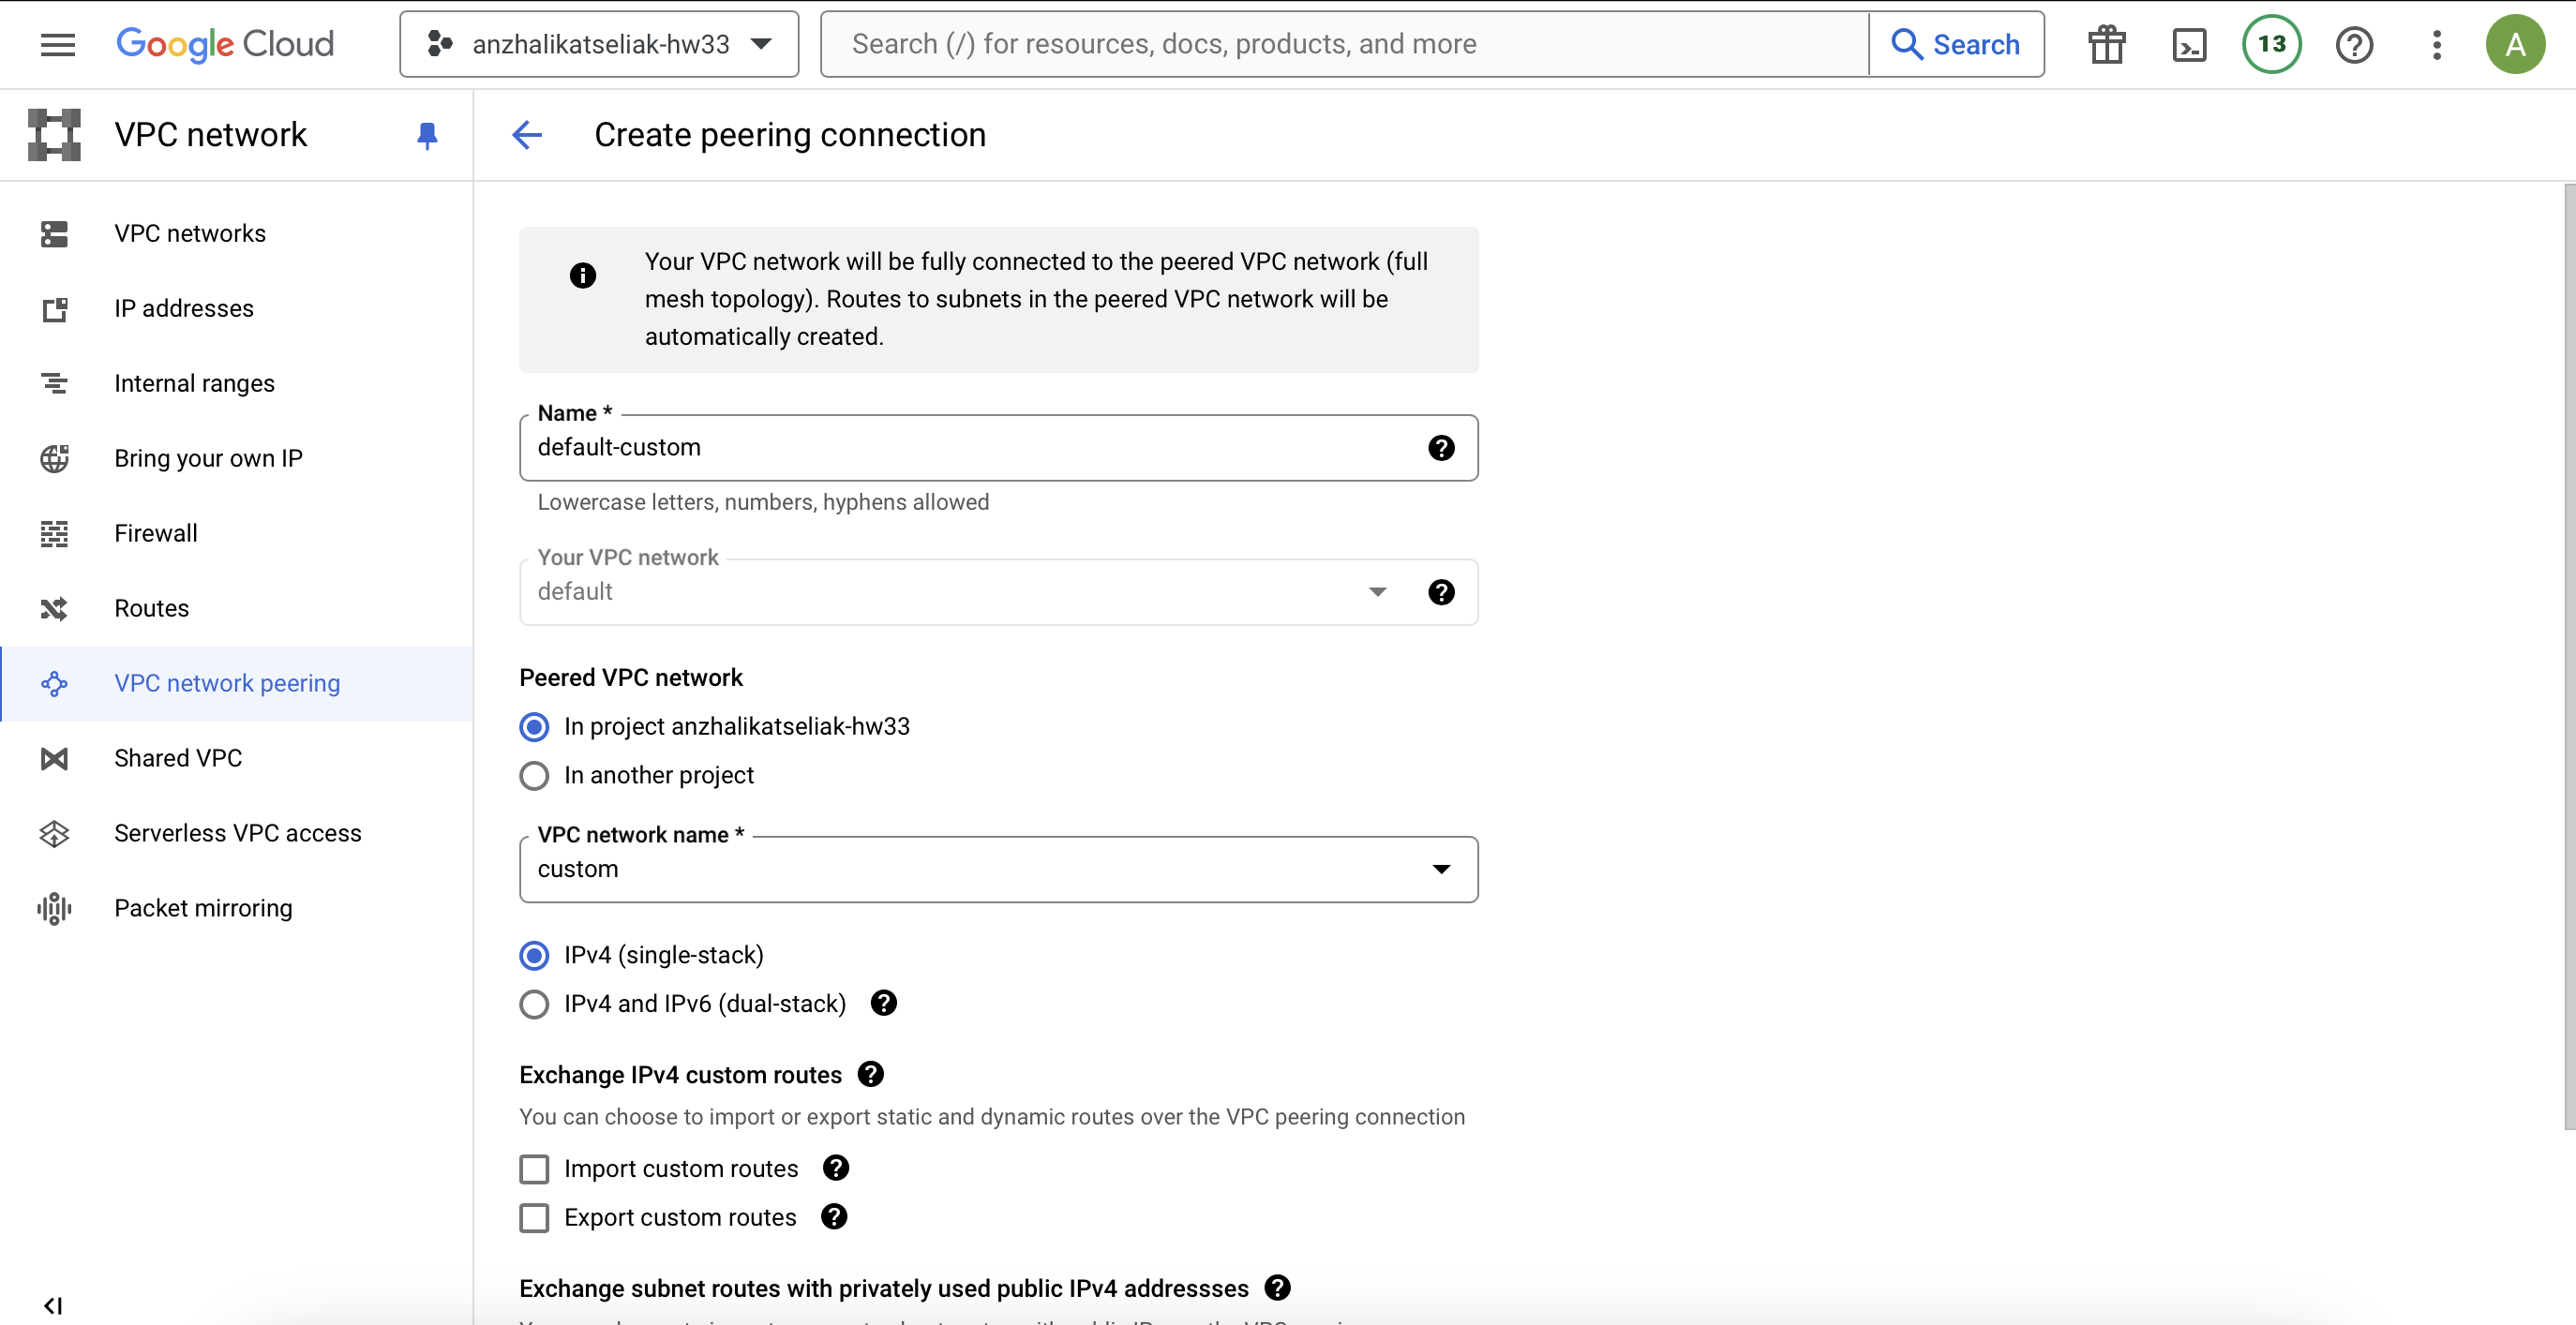 Google Cloud
anzhalikatseliak-hw33
Search (/) for resources, docs, products, and more
Search
13
A
VPC network
Create peering connection
VPC networks
IP addresses
Internal ranges
Bring your own IP
Firewall
Routes
VPC network peering
Shared VPC
Serverless VPC access
Packet mirroring
Your VPC network will be fully connected to the peered VPC network (full
mesh topology). Routes to subnets in the peered VPC network will be
automatically created.
Name *
default-custom
Lowercase letters, numbers, hyphens allowed
Your VPC network
default
Peered VPC network
In project anzhalikatseliak-hw33
In another project
VPC network name *
custom
IPv4 (single-stack)
IPv4 and IPv6 (dual-stack)
Exchange IPv4 custom routes
You can choose to import or export static and dynamic routes over the VPC peering connection
Import custom routes
Export custom routes
Exchange subnet routes with privately used public IPv4 addressses